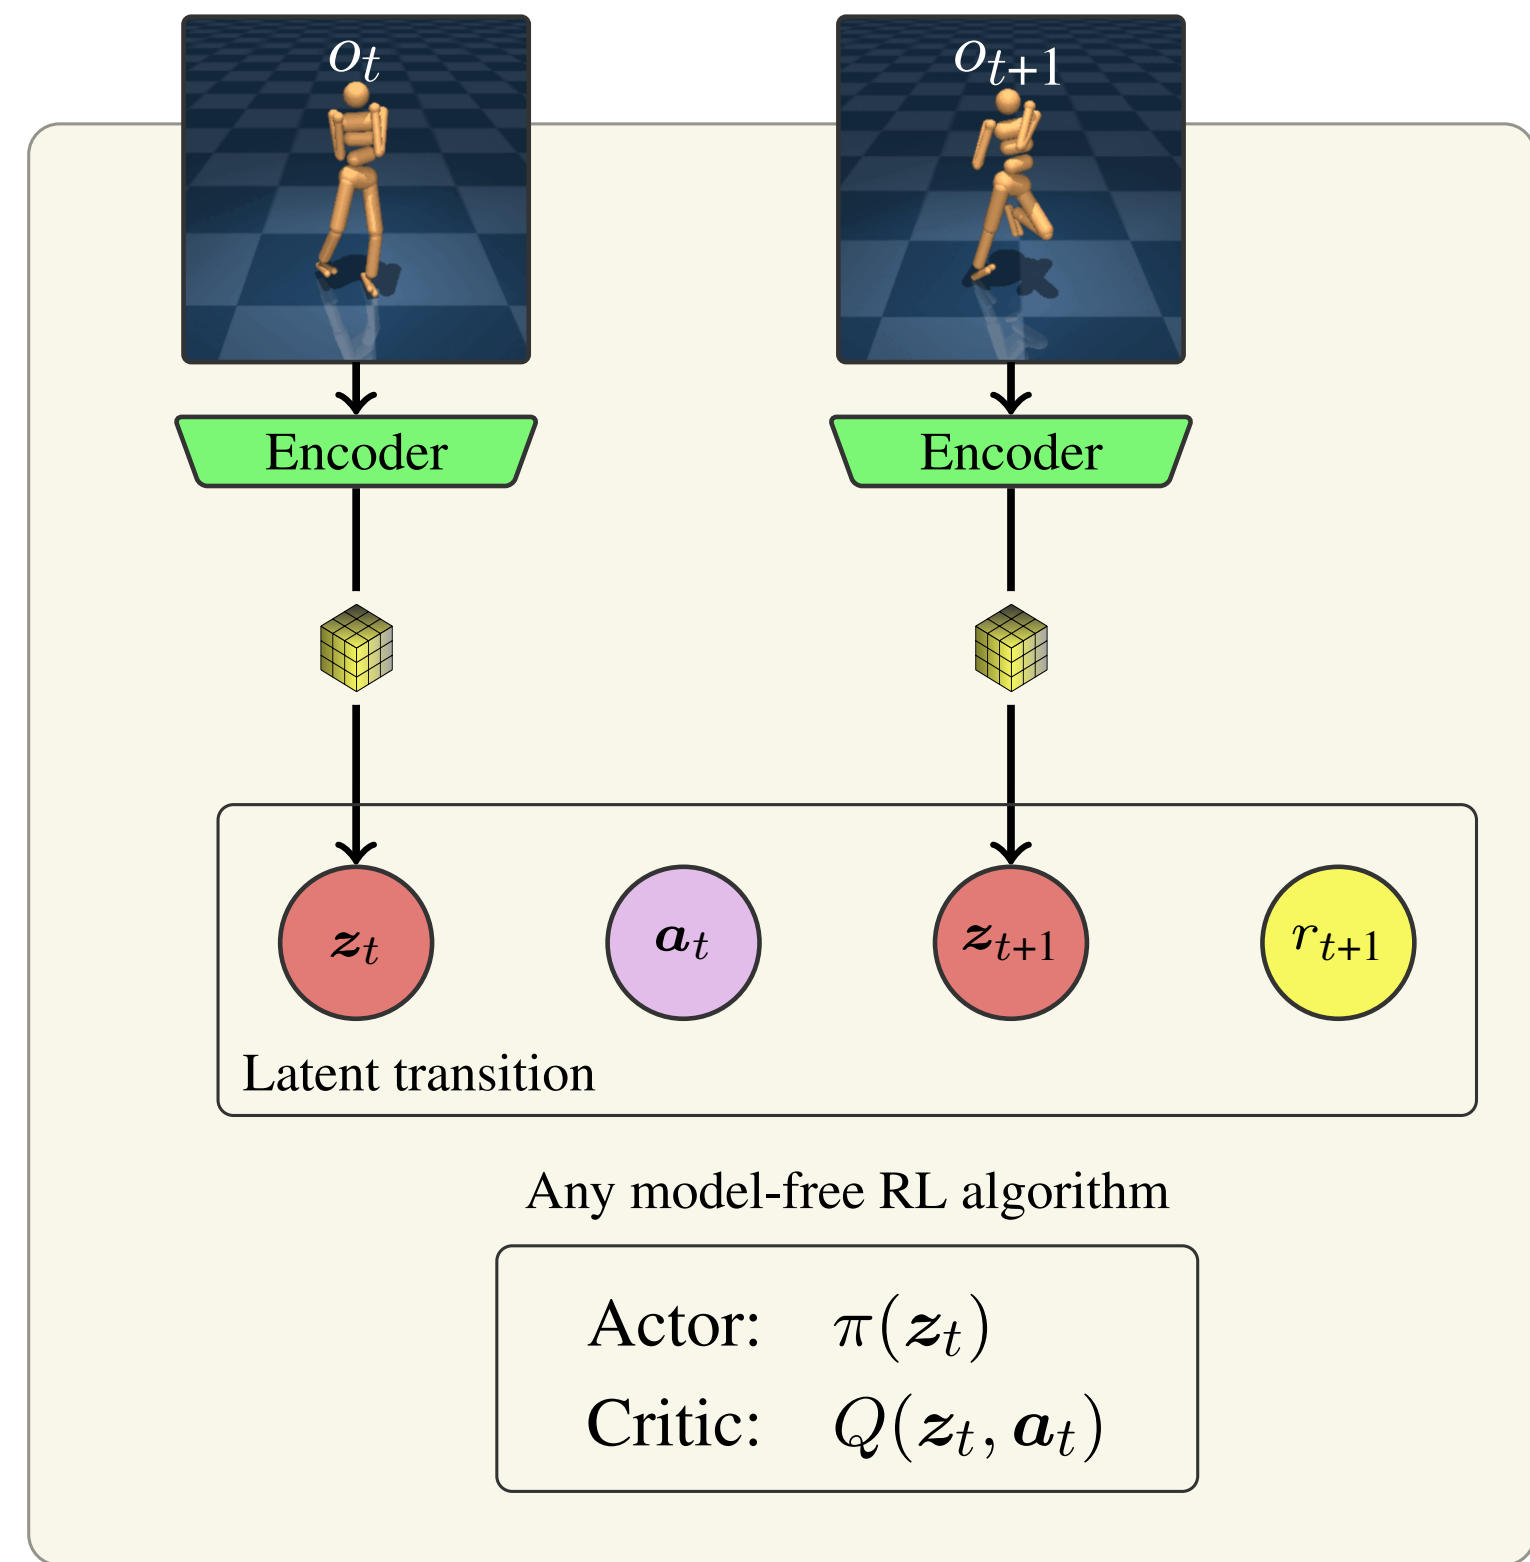 o_t o_{t+1}
Encoder Encoder
z_t a_t z_{t+1} r_{t+1}
Latent transition
Any model-free RL algorithm
Actor: π(z_t)
Critic: Q(z_t, a_t)